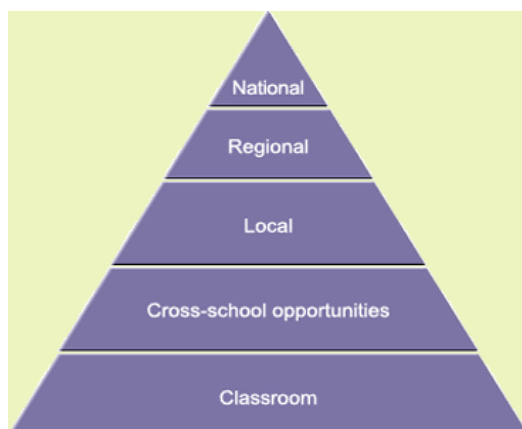 National
Regional
Local
Cross-school opportunities
Classroom